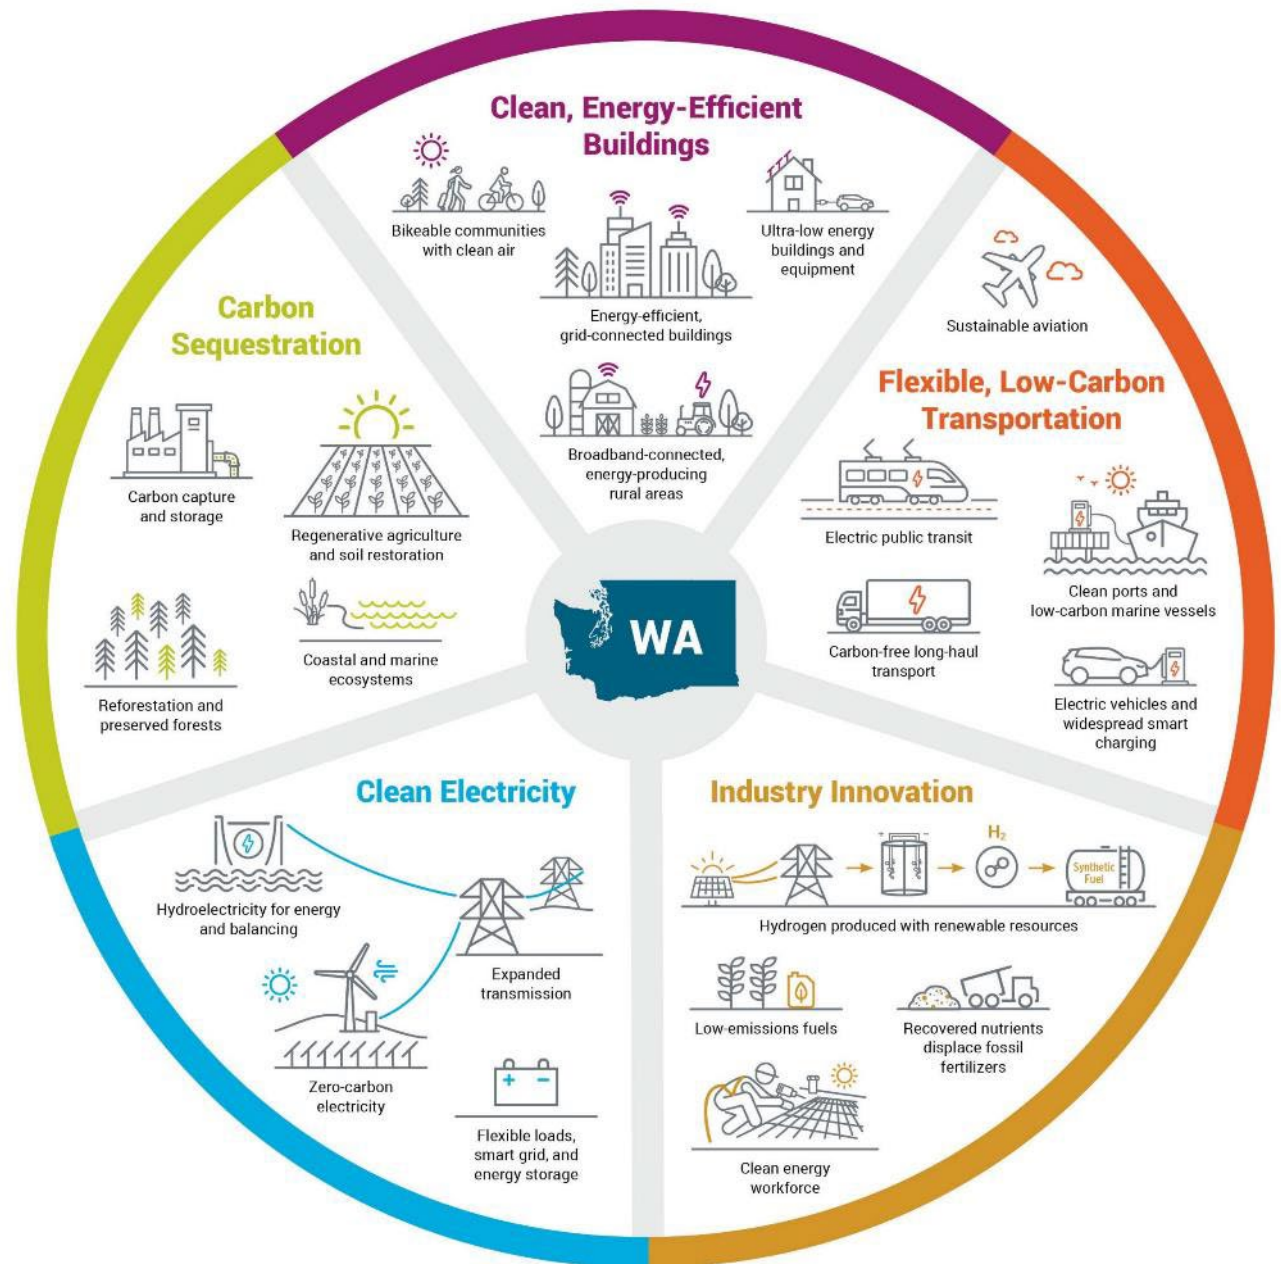 Clean, Energy-Efficient
Buildings
Bikeable communities
with clean air
Energy-efficient,
grid-connected buildings
Ultra-low energy
buildings and
equipment
Broadband-connected,
energy-producing
rural areas
Sustainable aviation
Flexible, Low-Carbon
Transportation
Electric public transit
Clean ports and
low-carbon marine vessels
Carbon-free long-haul
transport
Electric vehicles and
widespread smart
charging
Carbon
Sequestration
Carbon capture
and storage
Regenerative agriculture
and soil restoration
Reforestation and
preserved forests
Coastal and marine
ecosystems
WA
Clean Electricity
Hydroelectricity for energy
and balancing
Expanded
transmission
Zero-carbon
electricity
+ −
Flexible loads,
smart grid, and
energy storage
Industry Innovation
H2
Synthetic
Fuel
Hydrogen produced with renewable resources
Low-emissions fuels
Recovered nutrients
displace fossil
fertilizers
Clean energy
workforce